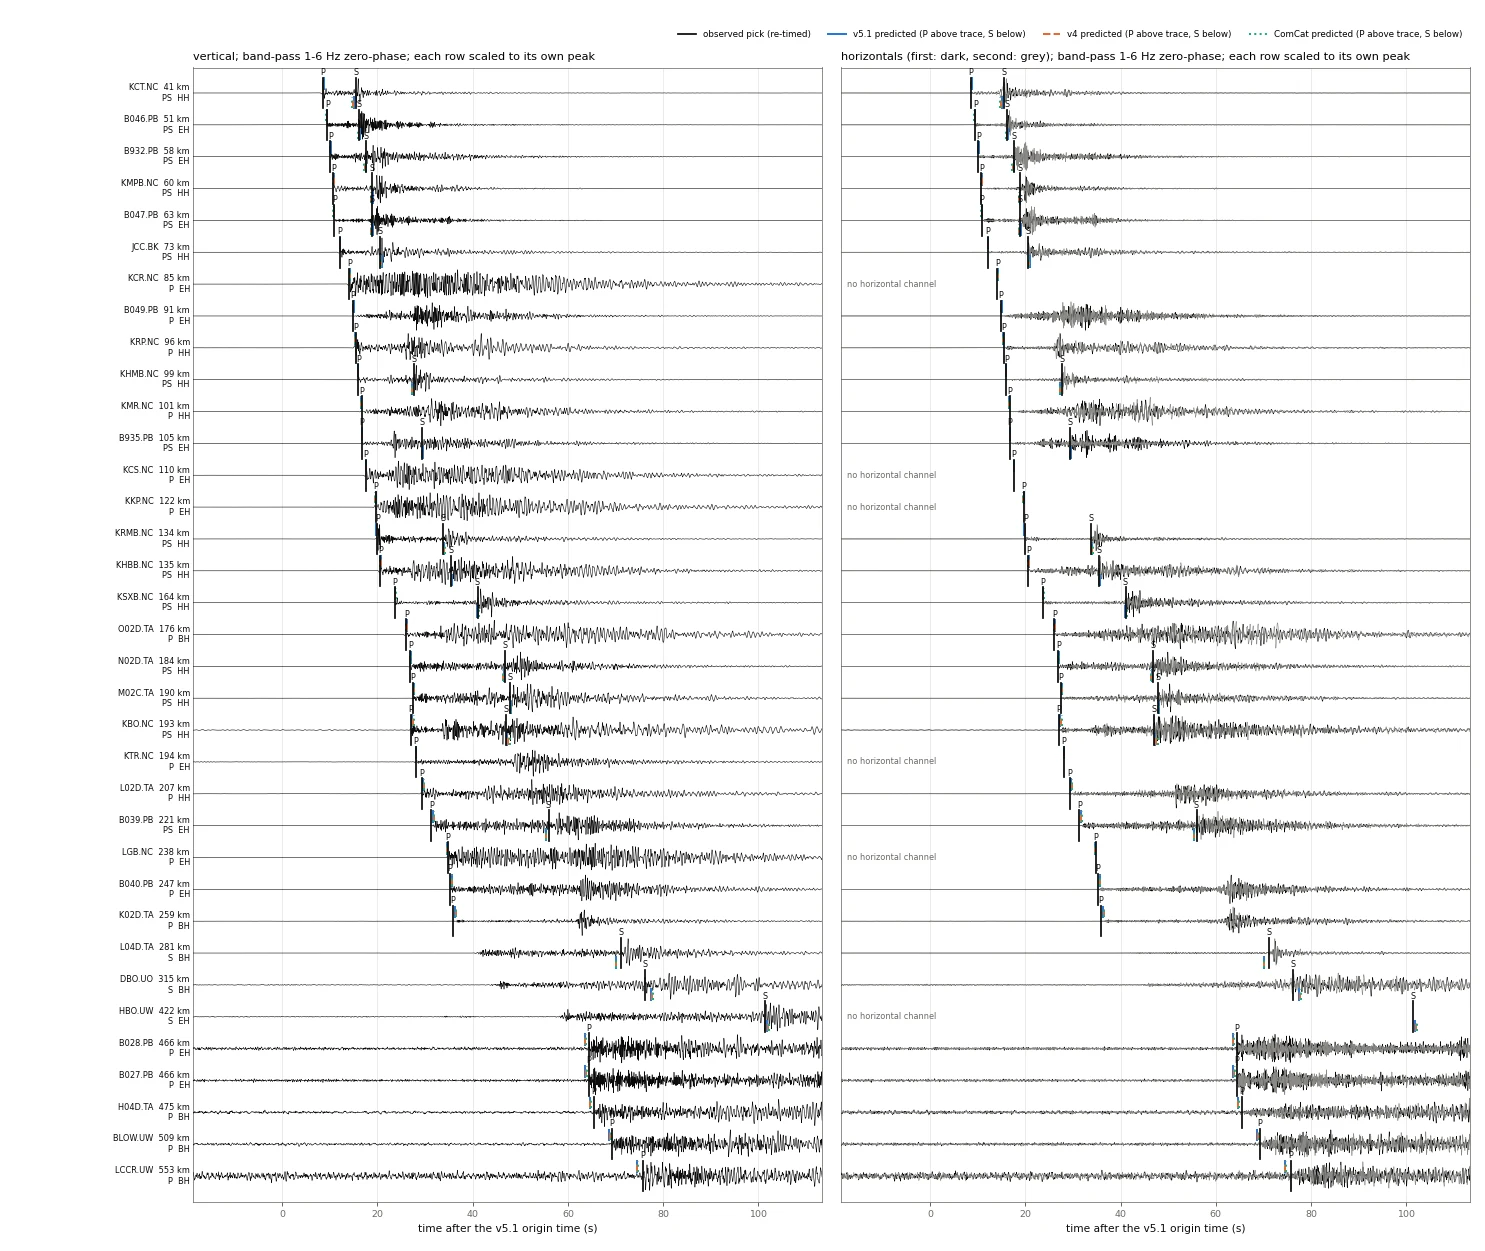 observed pick (re-timed)
v5.1 predicted (P above trace, S below)
v4 predicted (P above trace, S below)
ComCat predicted (P above trace, S below)
vertical; band-pass 1-6 Hz zero-phase; each row scaled to its own peak
horizontals (first: dark, second: grey); band-pass 1-6 Hz zero-phase; each row scaled to its own peak
KCT.NC 41 km
PS HH
B046.PB 51 km
PS EH
B932.PB 58 km
PS EH
KMPB.NC 60 km
PS HH
B047.PB 63 km
PS EH
JCC.BK 73 km
PS HH
KCR.NC 85 km
P EH
no horizontal channel
B049.PB 91 km
P EH
KRP.NC 96 km
P HH
KHMB.NC 99 km
PS HH
KMR.NC 101 km
P HH
B935.PB 105 km
PS EH
KCS.NC 110 km
P EH
no horizontal channel
KKP.NC 122 km
P EH
no horizontal channel
KRMB.NC 134 km
PS HH
KHBB.NC 135 km
PS HH
KSXB.NC 164 km
PS HH
O02D.TA 176 km
P BH
N02D.TA 184 km
PS HH
M02C.TA 190 km
PS HH
KBO.NC 193 km
PS HH
KTR.NC 194 km
P EH
no horizontal channel
L02D.TA 207 km
P HH
B039.PB 221 km
PS EH
LGB.NC 238 km
P EH
no horizontal channel
B040.PB 247 km
P EH
K02D.TA 259 km
P BH
L04D.TA 281 km
S BH
DBO.UO 315 km
S BH
HBO.UW 422 km
S EH
no horizontal channel
B028.PB 466 km
P EH
B027.PB 466 km
P EH
H04D.TA 475 km
P BH
BLOW.UW 509 km
P BH
LCCR.UW 553 km
P BH
0 20 40 60 80 100
0 20 40 60 80 100
time after the v5.1 origin time (s)
time after the v5.1 origin time (s)